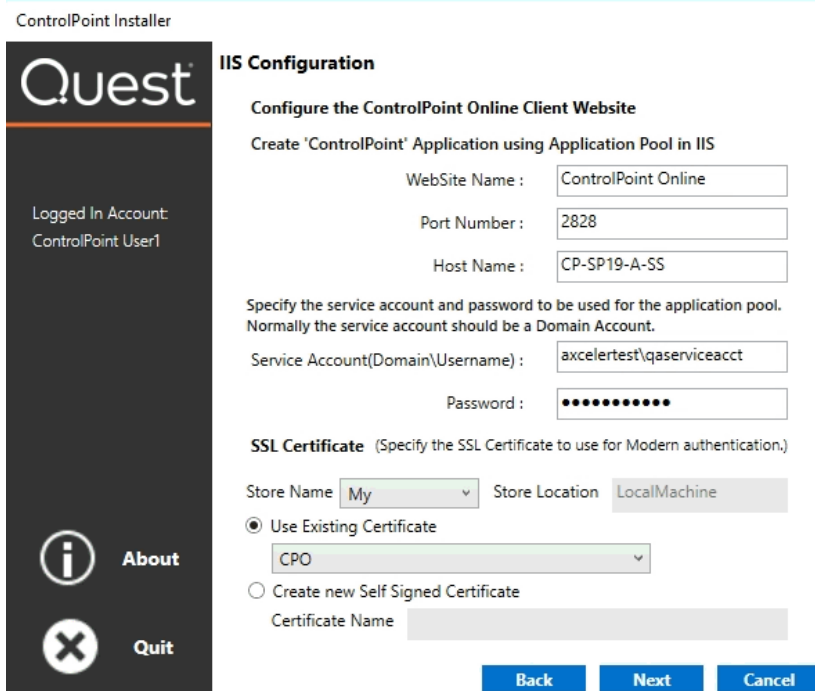 ControlPoint Installer
Quest
Logged In Account:
ControlPoint User1
About
Quit
IIS Configuration
Configure the ControlPoint Online Client Website
Create 'ControlPoint' Application using Application Pool in IIS
WebSite Name : ControlPoint Online
Port Number : 2828
Host Name : CP-SP19-A-SS
Specify the service account and password to be used for the application pool.
Normally the service account should be a Domain Account.
Service Account(Domain\Username) : axcelertest\qaserviceacct
Password : ●●●●●●●●●●●
SSL Certificate (Specify the SSL Certificate to use for Modern authentication.)
Store Name My Store Location LocalMachine
Use Existing Certificate
CPO
Create new Self Signed Certificate
Certificate Name
Back Next Cancel